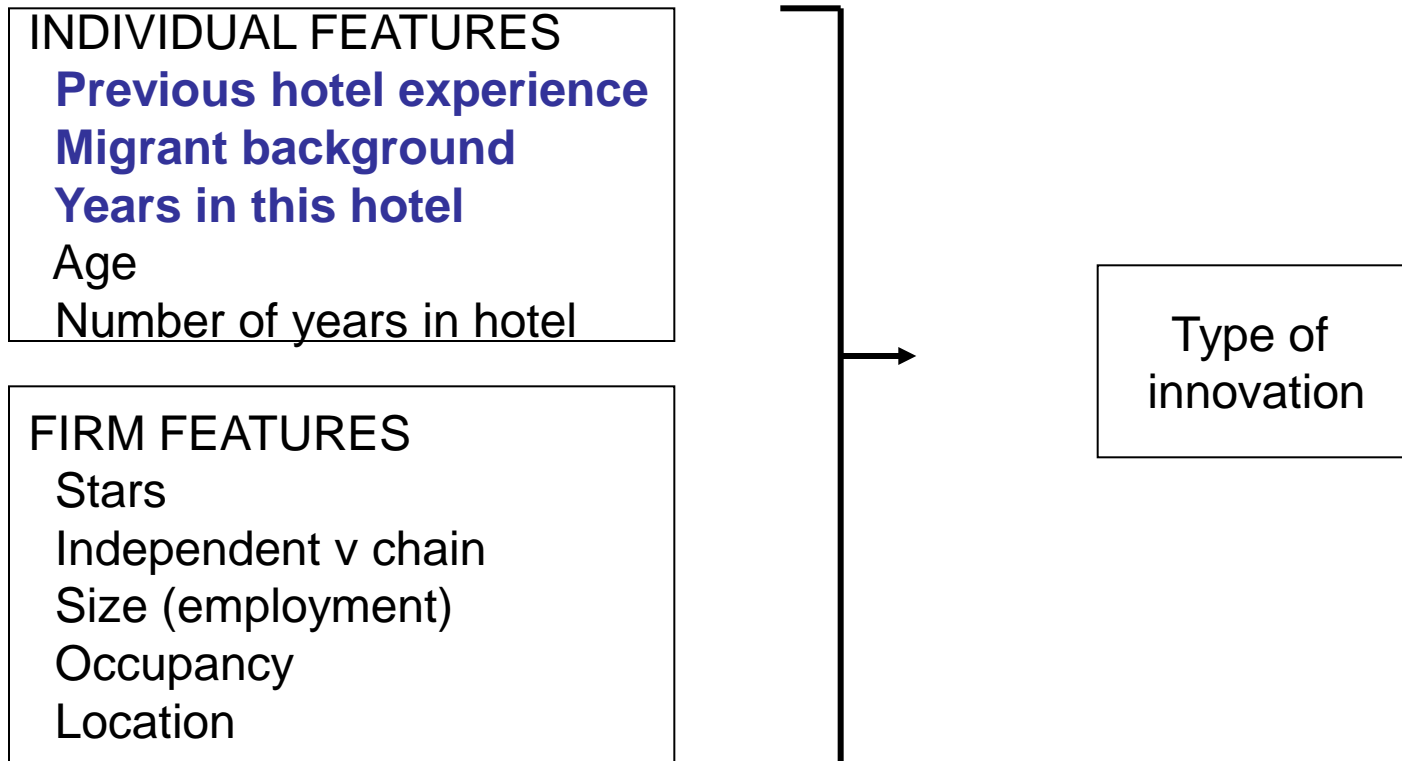 INDIVIDUAL FEATURES
Previous hotel experience
Migrant background
Years in this hotel
Age
Number of years in hotel
FIRM FEATURES
Stars
Independent v chain
Size (employment)
Occupancy
Location
Type of
innovation